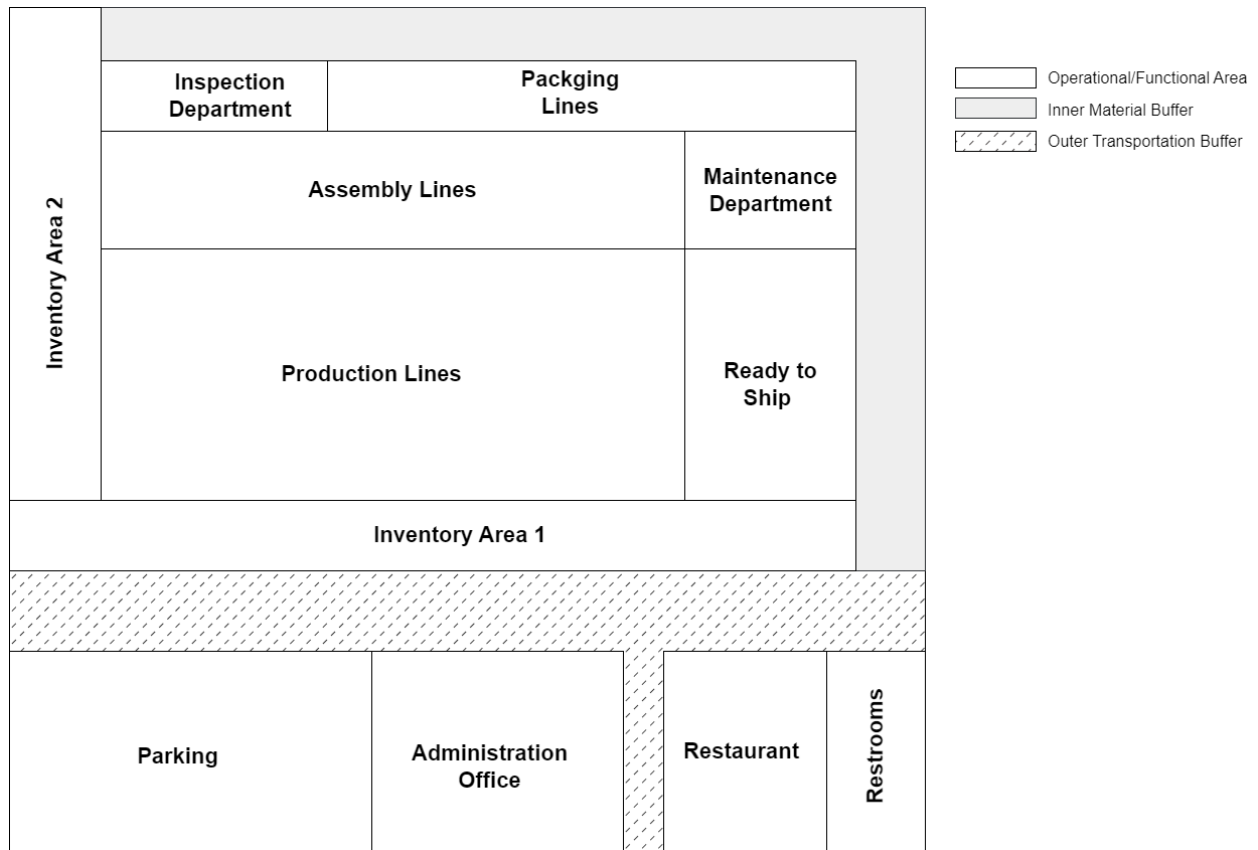 Inspection
Department
Packging
Lines
Operational/Functional Area
Inner Material Buffer
Outer Transportation Buffer
Assembly Lines
Maintenance
Department
Inventory Area 2
Production Lines
Ready to
Ship
Inventory Area 1
Parking
Administration
Office
Restaurant
Restrooms